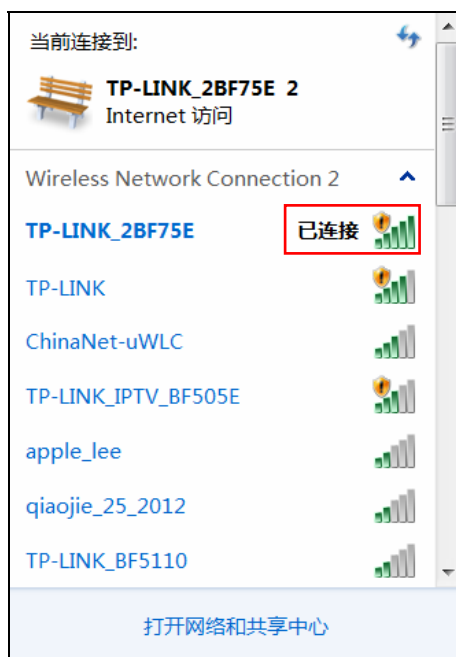 当前连接到:
TP-LINK_2BF75E 2
Internet 访问
Wireless Network Connection 2
TP-LINK_2BF75E 已连接
TP-LINK
ChinaNet-uWLC
TP-LINK_IPTV_BF505E
apple_lee
qiaojie_25_2012
TP-LINK_BF5110
打开网络和共享中心